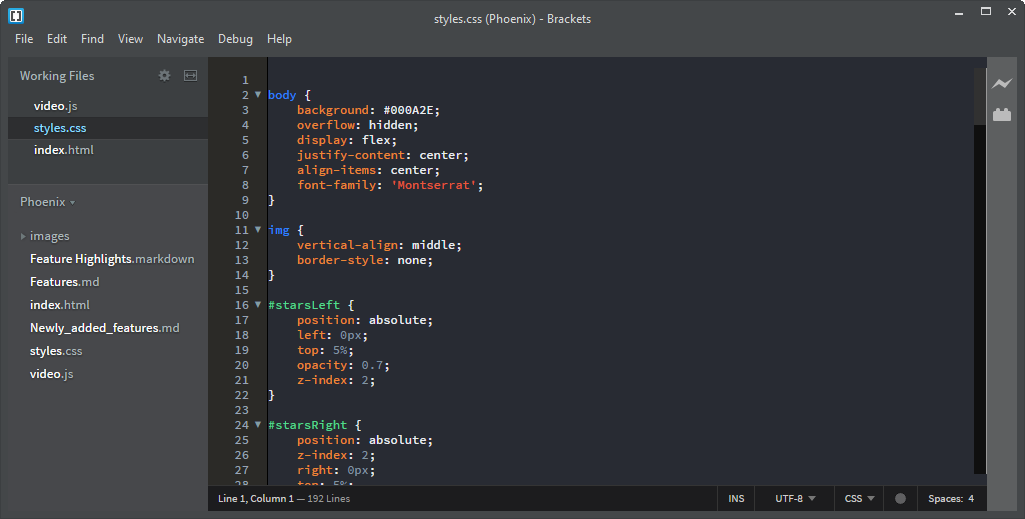 styles.css (Phoenix) - Brackets
File Edit Find View Navigate Debug Help
Working Files
video.js
styles.css
index.html
Phoenix
images
Feature Highlights.markdown
Features.md
index.html
Newly_added_features.md
styles.css
video.js
1
2 body {
3 background: #000A2E;
4 overflow: hidden;
5 display: flex;
6 justify-content: center;
7 align-items: center;
8 font-family: 'Montserrat';
9 }
10
11 img {
12 vertical-align: middle;
13 border-style: none;
14 }
15
16 #starsLeft {
17 position: absolute;
18 left: 0px;
19 top: 5%;
20 opacity: 0.7;
21 z-index: 2;
22 }
23
24 #starsRight {
25 position: absolute;
26 z-index: 2;
27 right: 0px;
28 top: 5%;
Line 1, Column 1 — 192 Lines INS UTF-8 CSS Spaces: 4